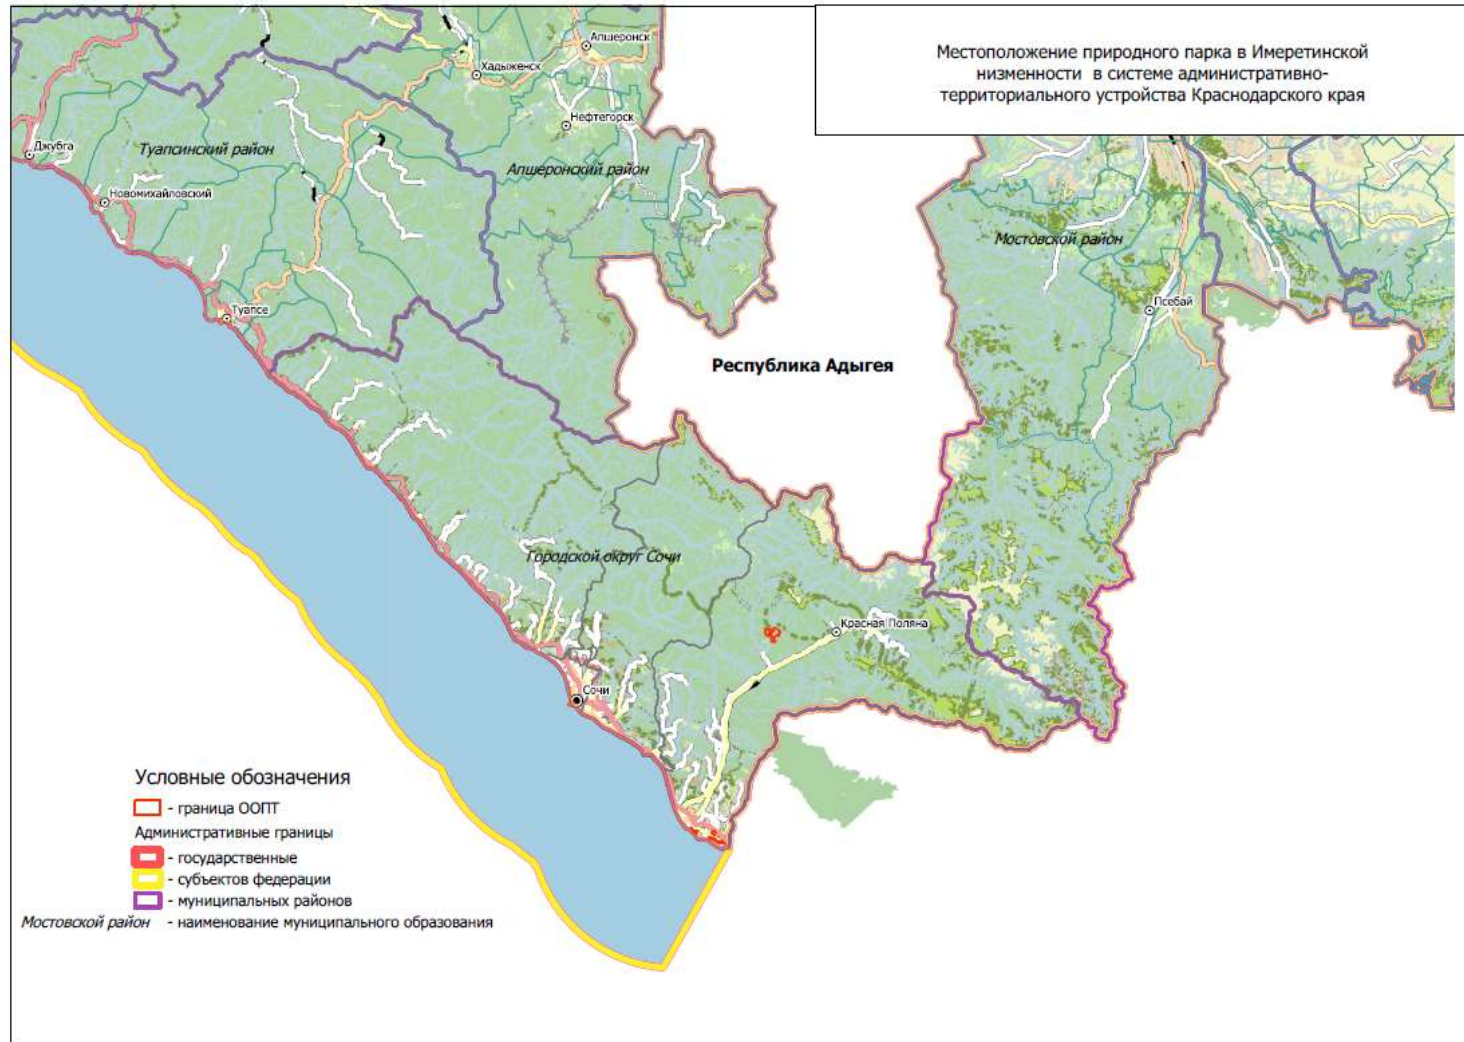 Местоположение природного парка в Имеретинской
низменности в системе административно-
территориального устройства Краснодарского края
Апшеронск
Хадыженск
Нефтегорск
Джубга
Туапсинский район
Апшеронский район
Новомихайловский
Мостовской район
Псебай
Туапсе
Республика Адыгея
Городской округ Сочи
Красная Поляна
Сочи
Условные обозначения
- граница ООПТ
Административные границы
- государственные
- субъектов федерации
- муниципальных районов
Мостовской район - наименование муниципального образования